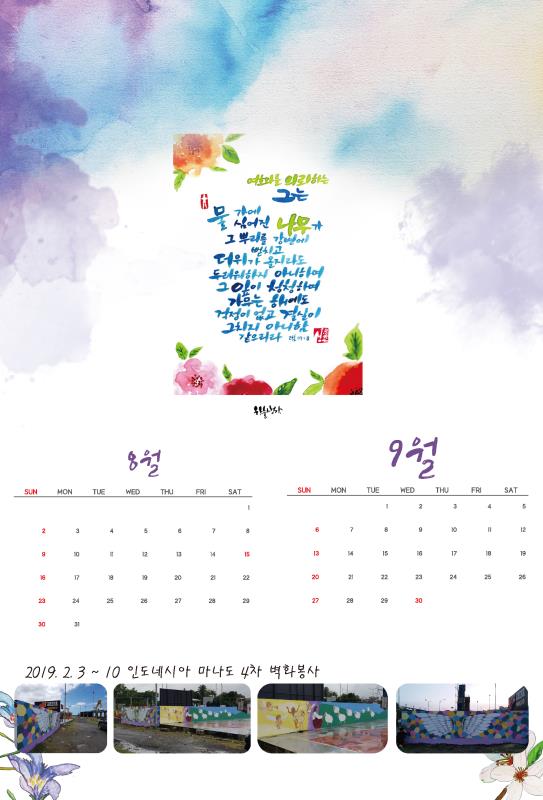 여호와를 의뢰하는
그는
물 가에
심어진 나무가
그 뿌리를 강변에
뻗치고
더위가 올지라도
두려워하지 아니하며
그 잎이 청청하며
가무는 해에도
걱정이 없고 결실이
그치지 아니함
같으리라
8월
SUN MON TUE WED THU FRI SAT
1
2 3 4 5 6 7 8
9 10 11 12 13 14 15
16 17 18 19 20 21 22
23 24 25 26 27 28 29
30 31
9월
SUN MON TUE WED THU FRI SAT
1 2 3 4 5
6 7 8 9 10 11 12
13 14 15 16 17 18 19
20 21 22 23 24 25 26
27 28 29 30
2019. 2. 3 ~ 10 인도네시아 마나도 4차 벽화봉사